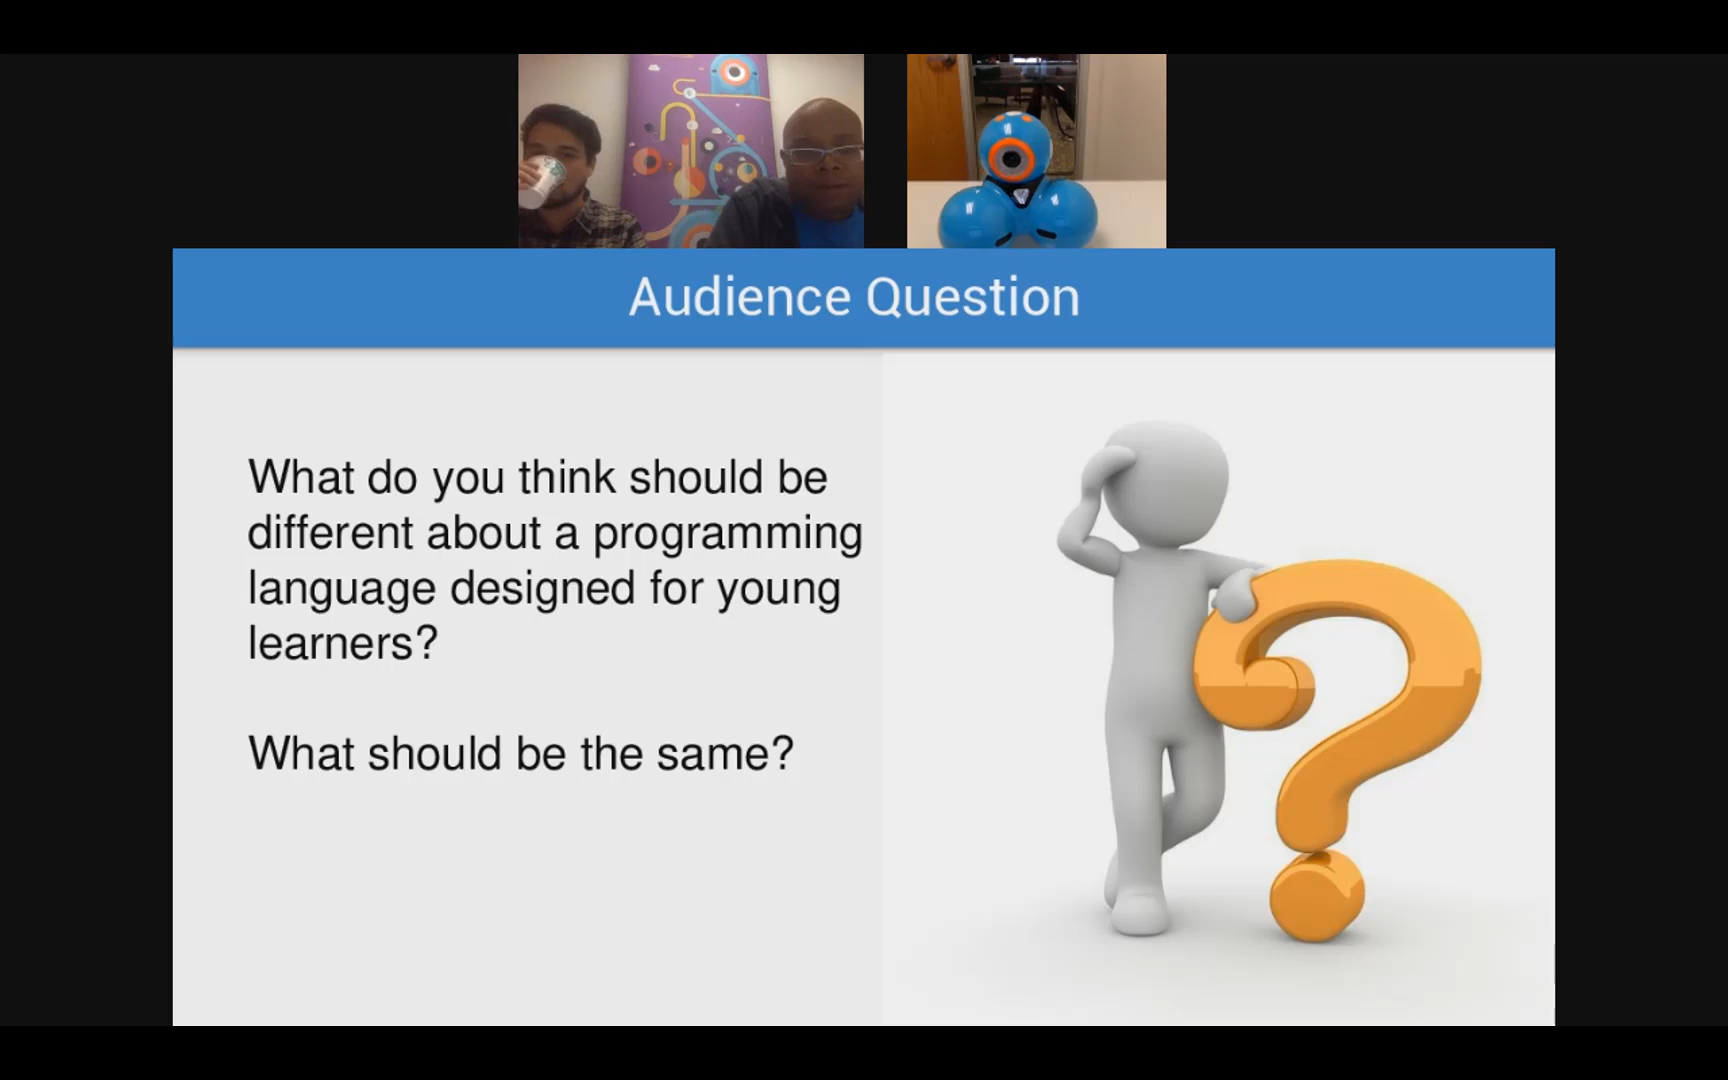 Audience Question
What do you think should be
different about a programming
language designed for young
learners?
What should be the same?